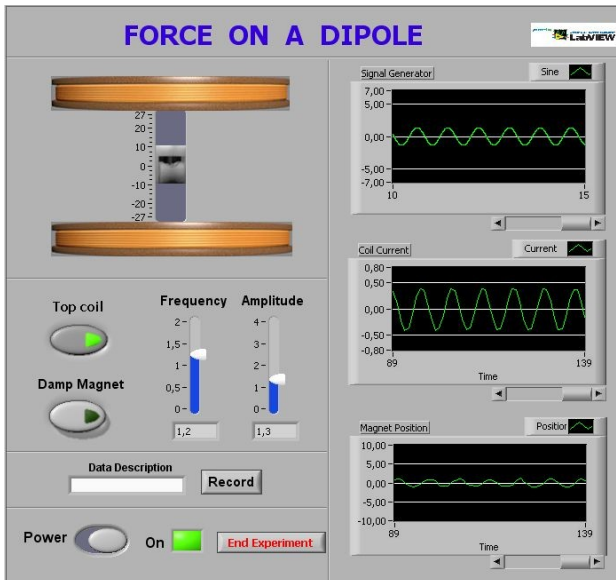 FORCE ON A DIPOLE
LabVIEW
27
20
10
0
-10
-20
-27
Top coil
Damp Magnet
Frequency
2
1,5
1
0,5
0
1,2
Amplitude
4
3
2
1
0
1,3
Data Description
Record
Power
On
End Experiment
Signal Generator
Sine
7,00
5,00
0,00
-5,00
-7,00
10 15
Coil Current
Current
0,80
0,50
0,00
-0,50
-0,80
89 139
Time
Magnet Position
Position
10,00
5,00
0,00
-5,00
-10,00
89 139
Time